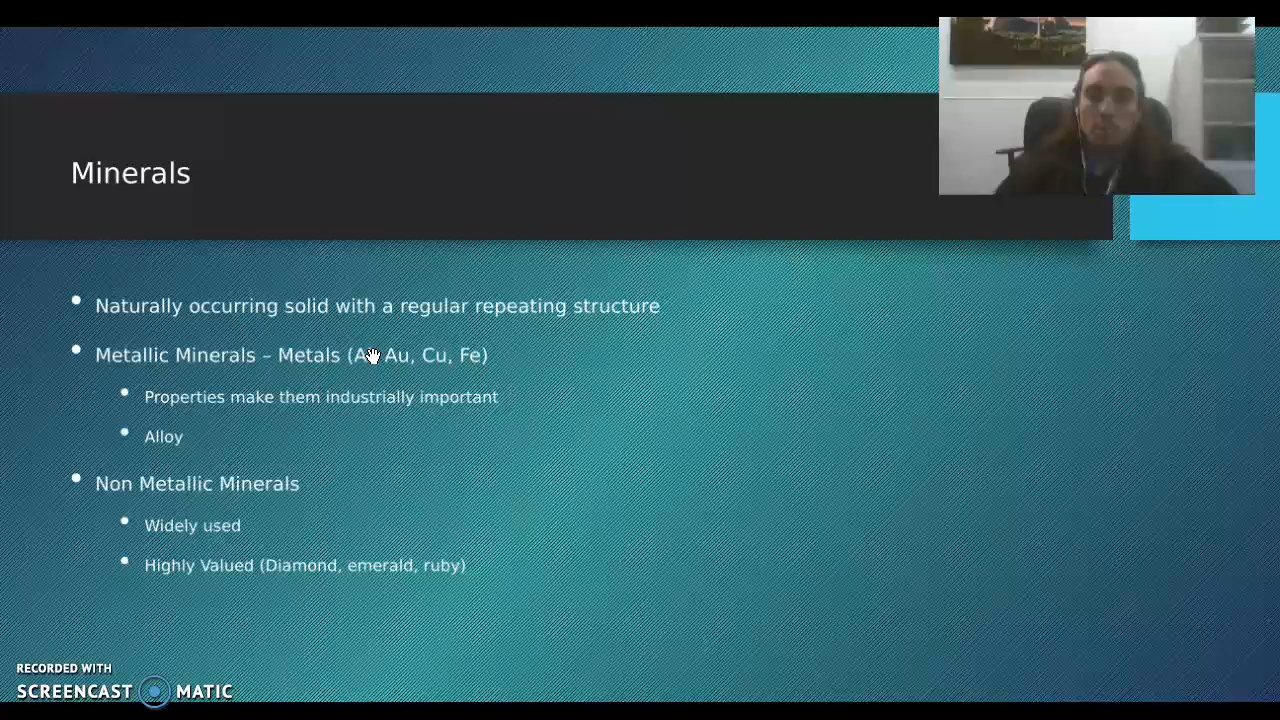 Minerals
Naturally occurring solid with a regular repeating structure
Metallic Minerals – Metals (A Au, Cu, Fe)
Properties make them industrially important
Alloy
Non Metallic Minerals
Widely used
Highly Valued (Diamond, emerald, ruby)
RECORDED WITH
SCREENCAST MATIC